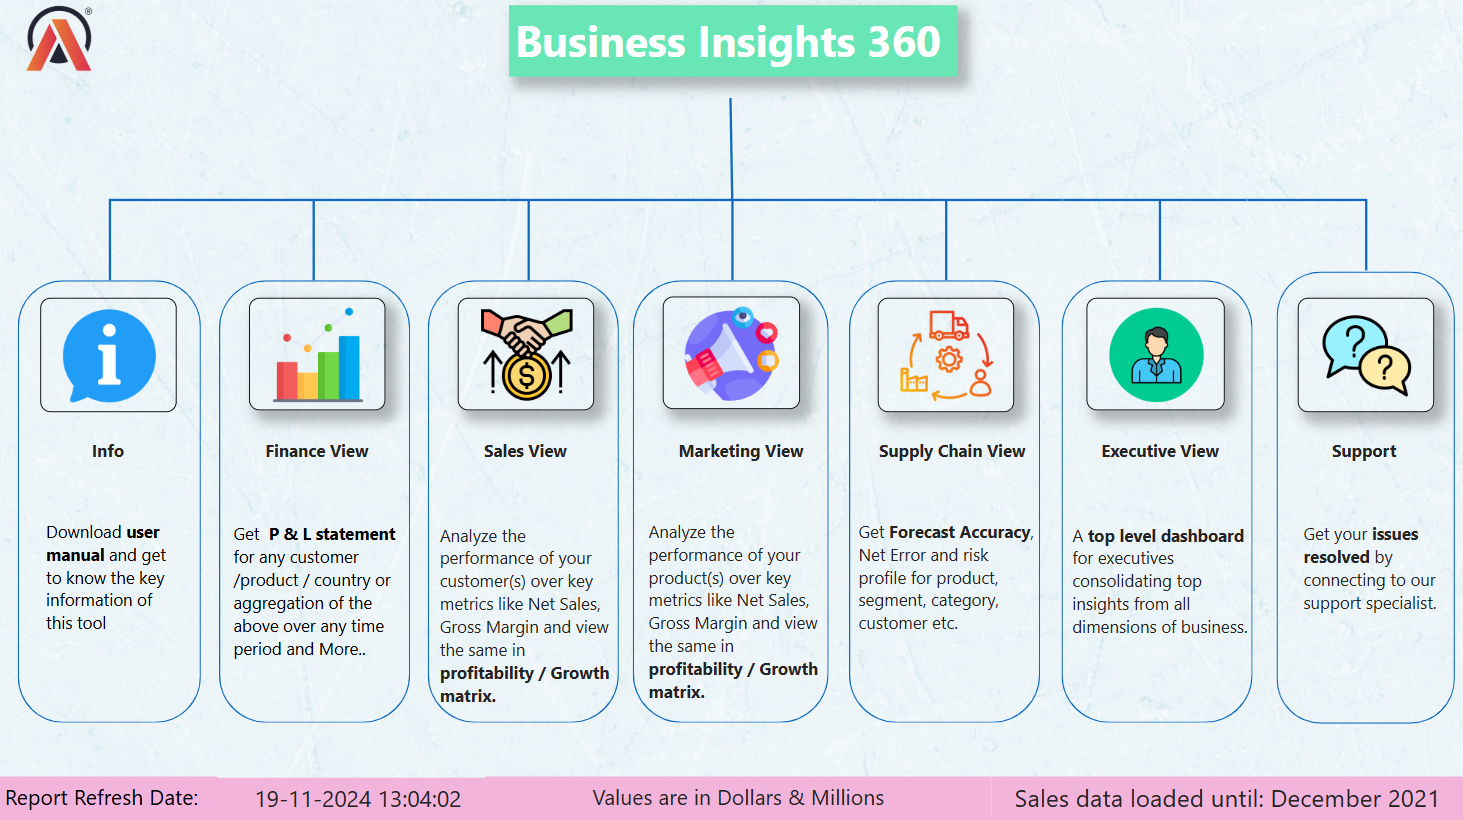 ®
Business Insights 360
Info
Download user
manual and get
to know the key
information of
this tool
Finance View
Get P & L statement
for any customer
/product / country or
aggregation of the
above over any time
period and More..
Sales View
Analyze the
performance of your
customer(s) over key
metrics like Net Sales,
Gross Margin and view
the same in
profitability / Growth
matrix.
Marketing View
Analyze the
performance of your
product(s) over key
metrics like Net Sales,
Gross Margin and view
the same in
profitability / Growth
matrix.
Supply Chain View
Get Forecast Accuracy,
Net Error and risk
profile for product,
segment, category,
customer etc.
Executive View
A top level dashboard
for executives
consolidating top
insights from all
dimensions of business.
Support
Get your issues
resolved by
connecting to our
support specialist.
Report Refresh Date:
19-11-2024 13:04:02
Values are in Dollars & Millions
Sales data loaded until: December 2021